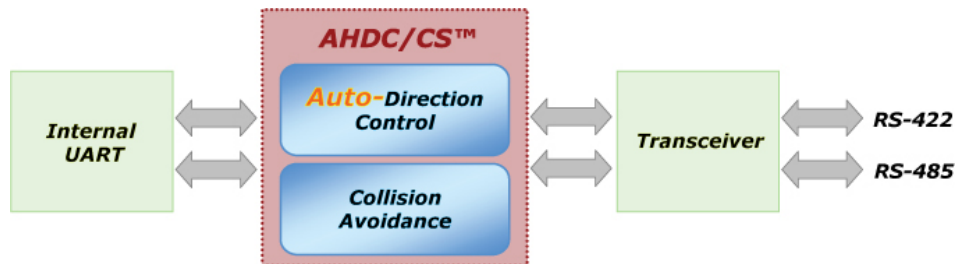 AHDC/CS™
Auto-Direction
Control
Internal
UART
Transceiver
RS-422
RS-485
Collision
Avoidance